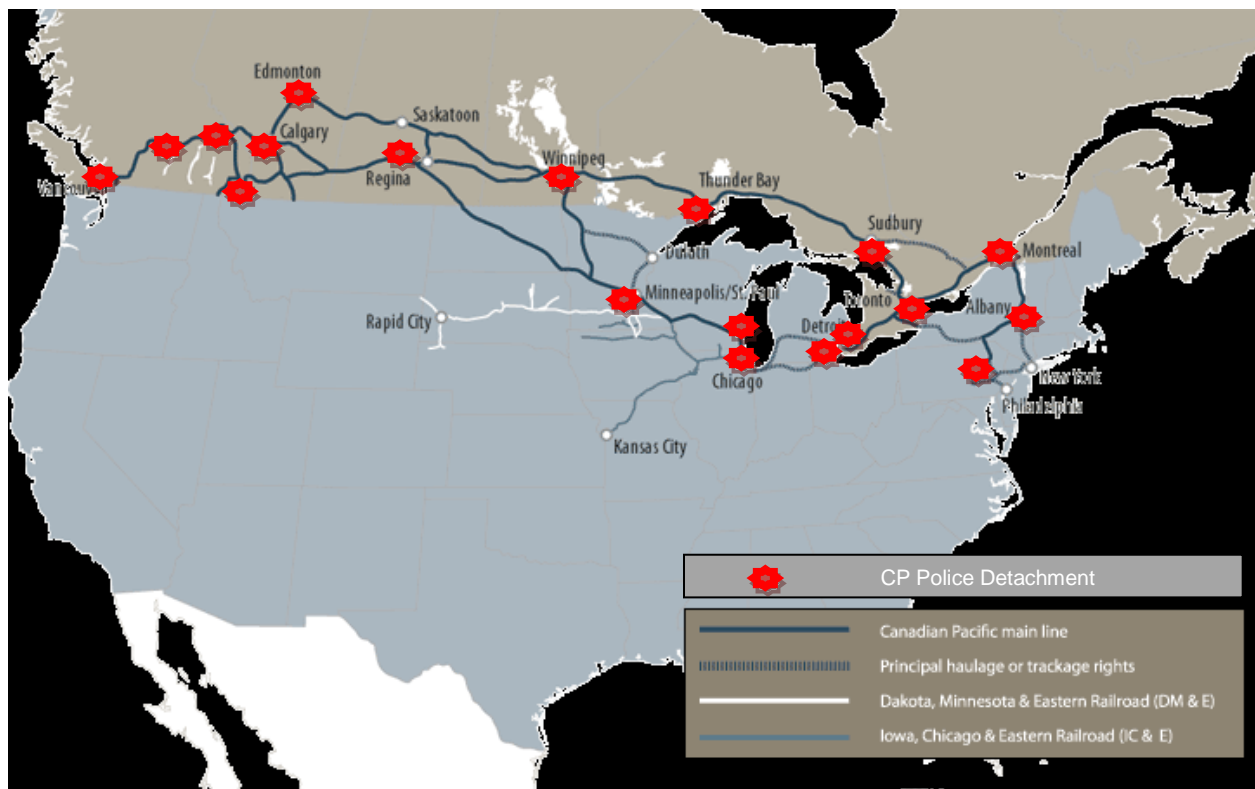 Edmonton
Saskatoon
Calgary
Winnipeg
Vancouver
Regina
Thunder Bay
Sudbury
Montreal
Duluth
Minneapolis/St. Paul
Toronto
Albany
Rapid City
Detroit
Chicago
New York
Philadelphia
Kansas City
CP Police Detachment
Canadian Pacific main line
Principal haulage or trackage rights
Dakota, Minnesota & Eastern Railroad (DM & E)
Iowa, Chicago & Eastern Railroad (IC & E)